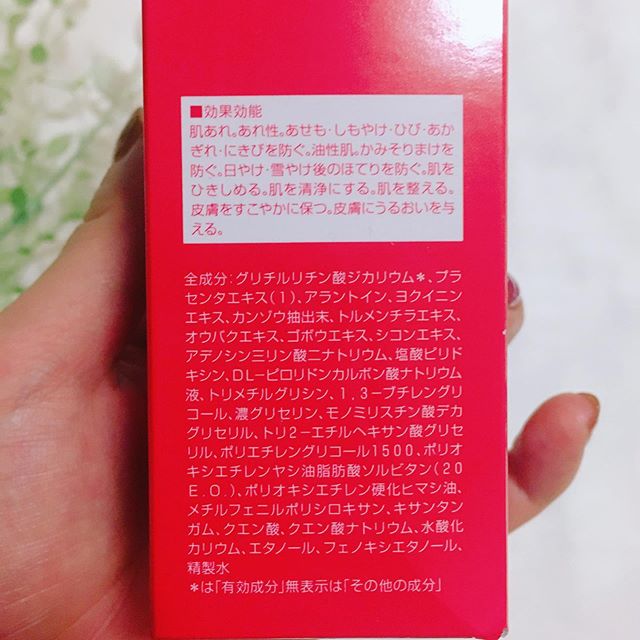 ■効果効能
肌あれ。あれ性。あせも・しもやけ・ひび・あか
ぎれ・にきびを防ぐ。油性肌。かみそりまけを
防ぐ。日やけ・雪やけ後のほてりを防ぐ。肌を
ひきしめる。肌を清浄にする。肌を整える。
皮膚をすこやかに保つ。皮膚にうるおいを与
える。
全成分:グリチルリチン酸ジカリウム*、プラ
センタエキス(1)、アラントイン、ヨクイニン
エキス、カンゾウ抽出末、トルメンチラエキス、
オウバクエキス、ゴボウエキス、シコンエキス、
アデノシン三リン酸二ナトリウム、塩酸ピリド
キシン、DL-ピロリドンカルボン酸ナトリウム
液、トリメチルグリシン、1,3-ブチレングリ
コール、濃グリセリン、モノミリスチン酸デカ
グリセリル、トリ2-エチルヘキサン酸グリセ
リル、ポリエチレングリコール1500、ポリオ
キシエチレンヤシ油脂肪酸ソルビタン(20
E.O.)、ポリオキシエチレン硬化ヒマシ油、
メチルフェニルポリシロキサン、キサンタン
ガム、クエン酸、クエン酸ナトリウム、水酸化
カリウム、エタノール、フェノキシエタノール、
精製水
*は「有効成分」無表示は「その他の成分」